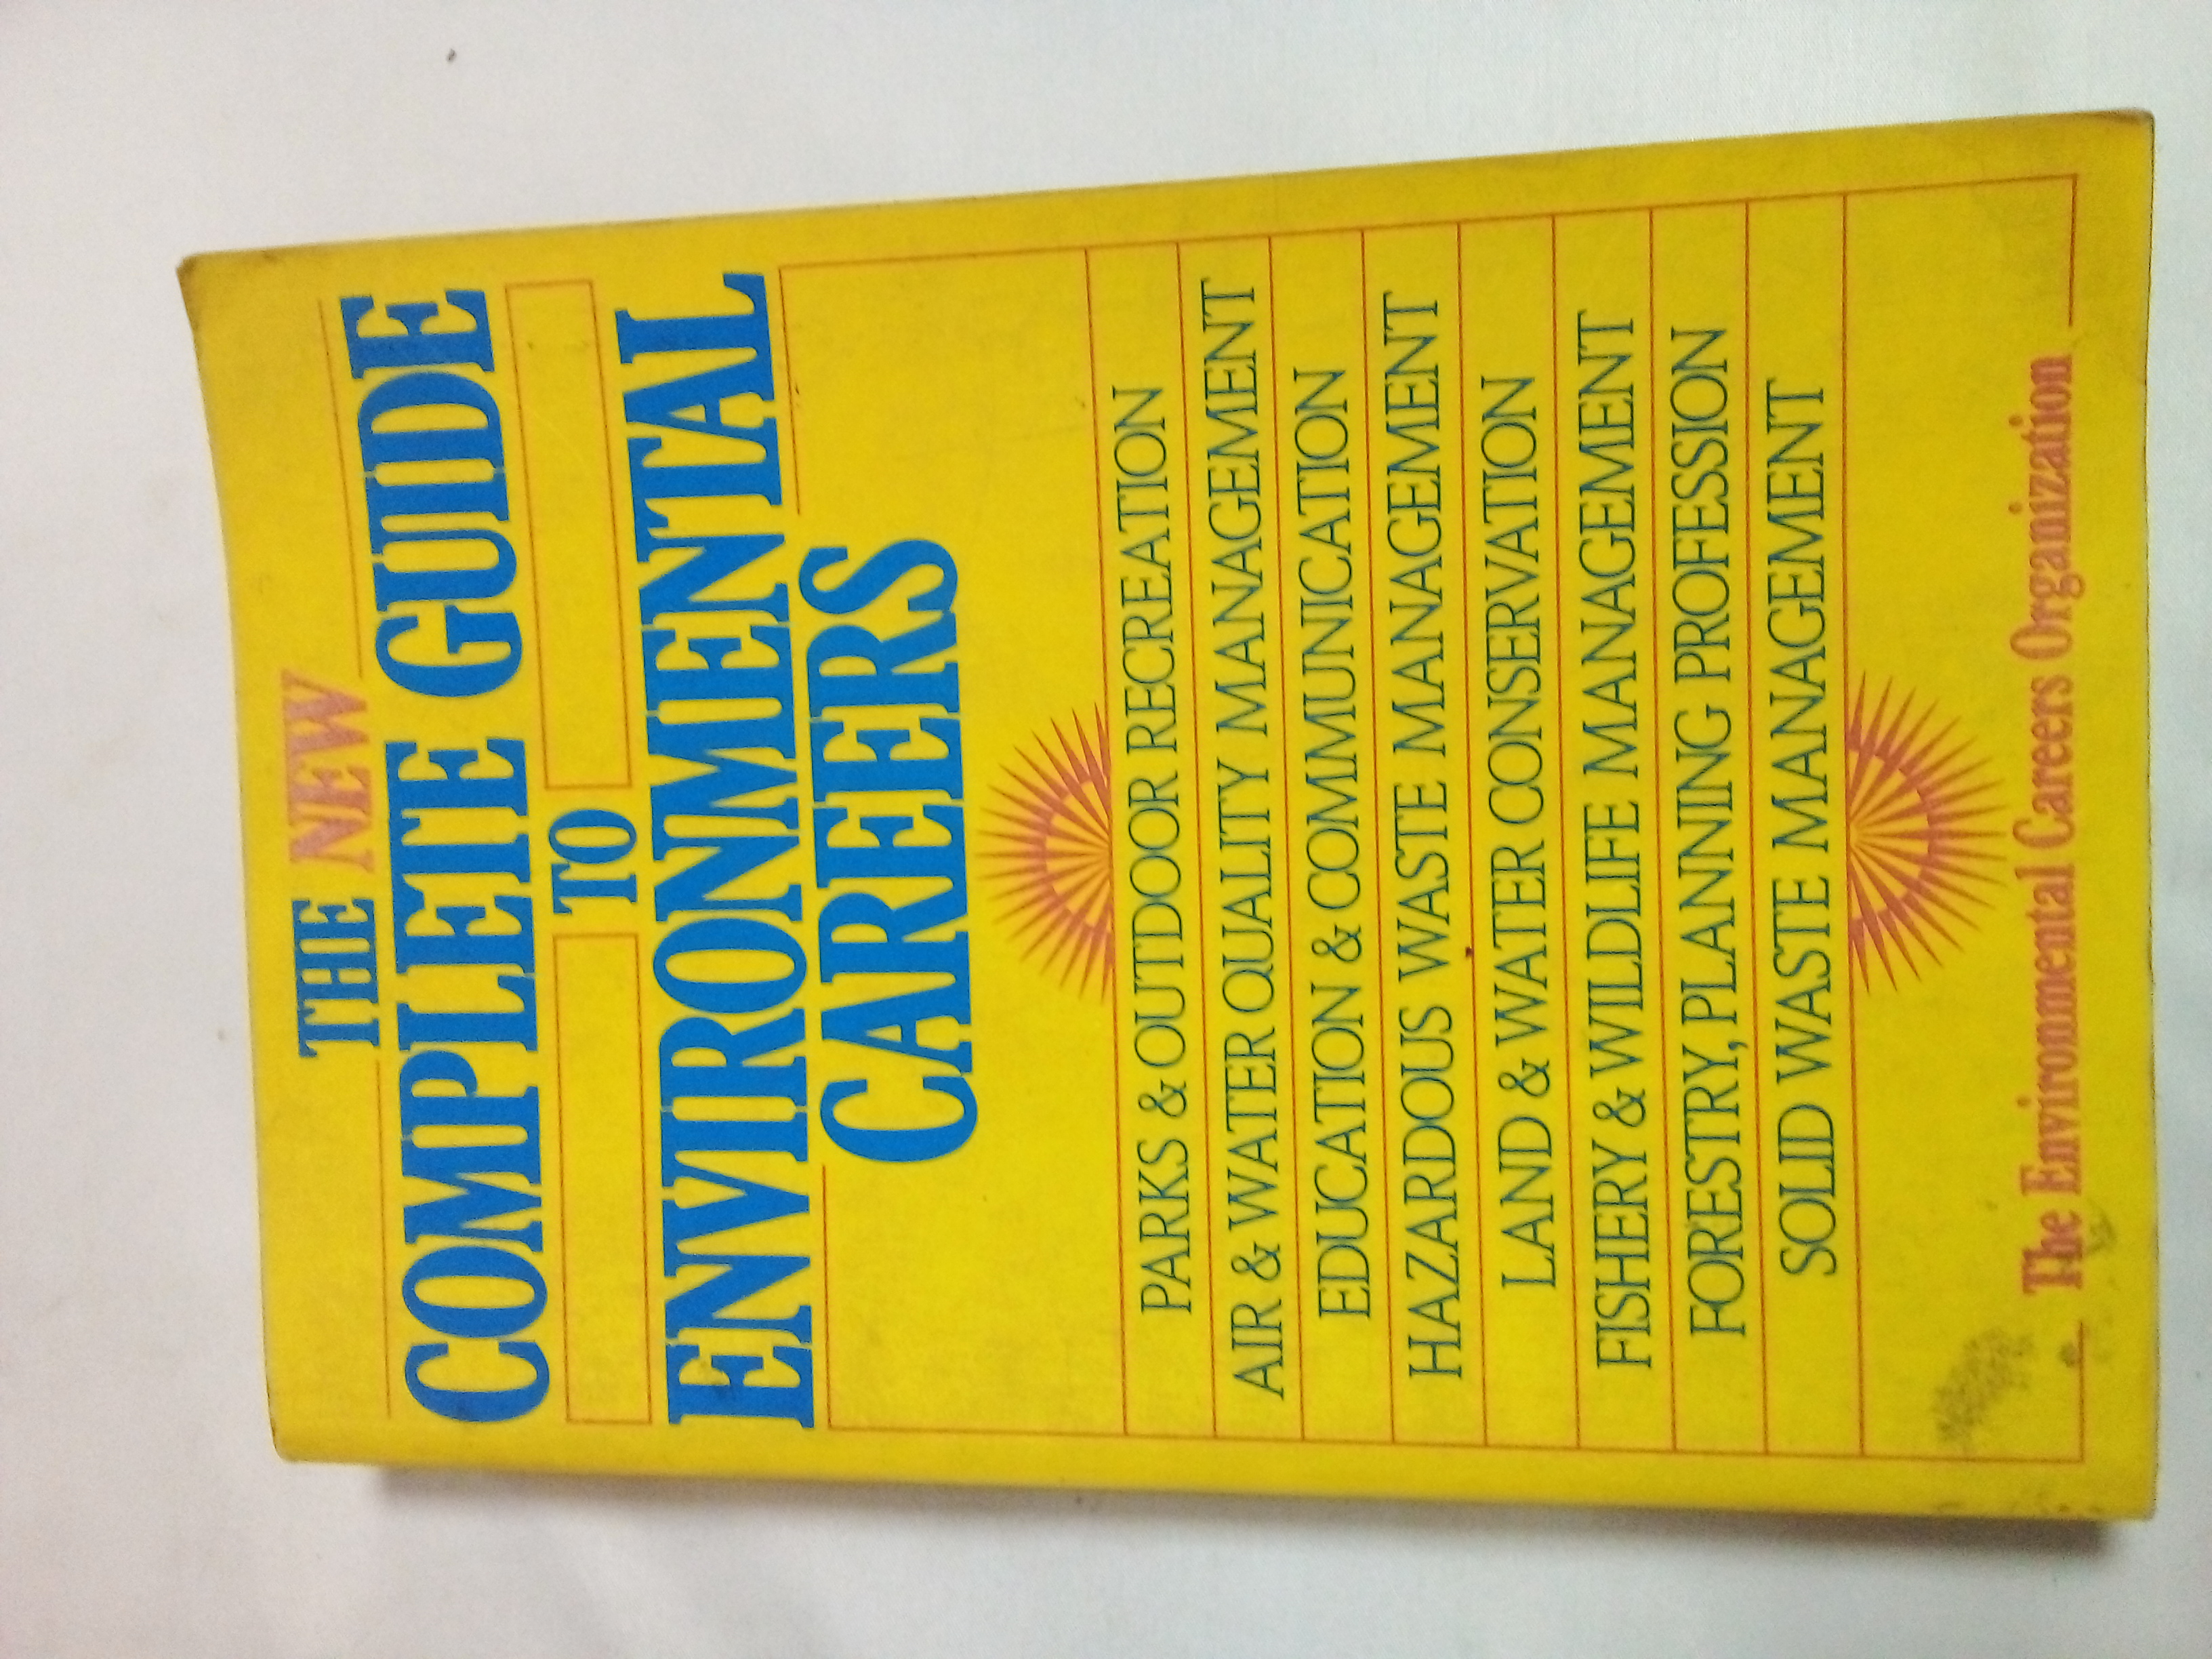 THE NEW
COMPLETE GUIDE
TO
ENVIRONMENTAL
CAREERS
PARKS & OUTDOOR RECREATION
AIR & WATER QUALITY MANAGEMENT
EDUCATION & COMMUNICATION
HAZARDOUS WASTE MANAGEMENT
LAND & WATER CONSERVATION
FISHERY & WILDLIFE MANAGEMENT
FORESTRY, PLANNING PROFESSION
SOLID WASTE MANAGEMENT
The Environmental Careers Organization